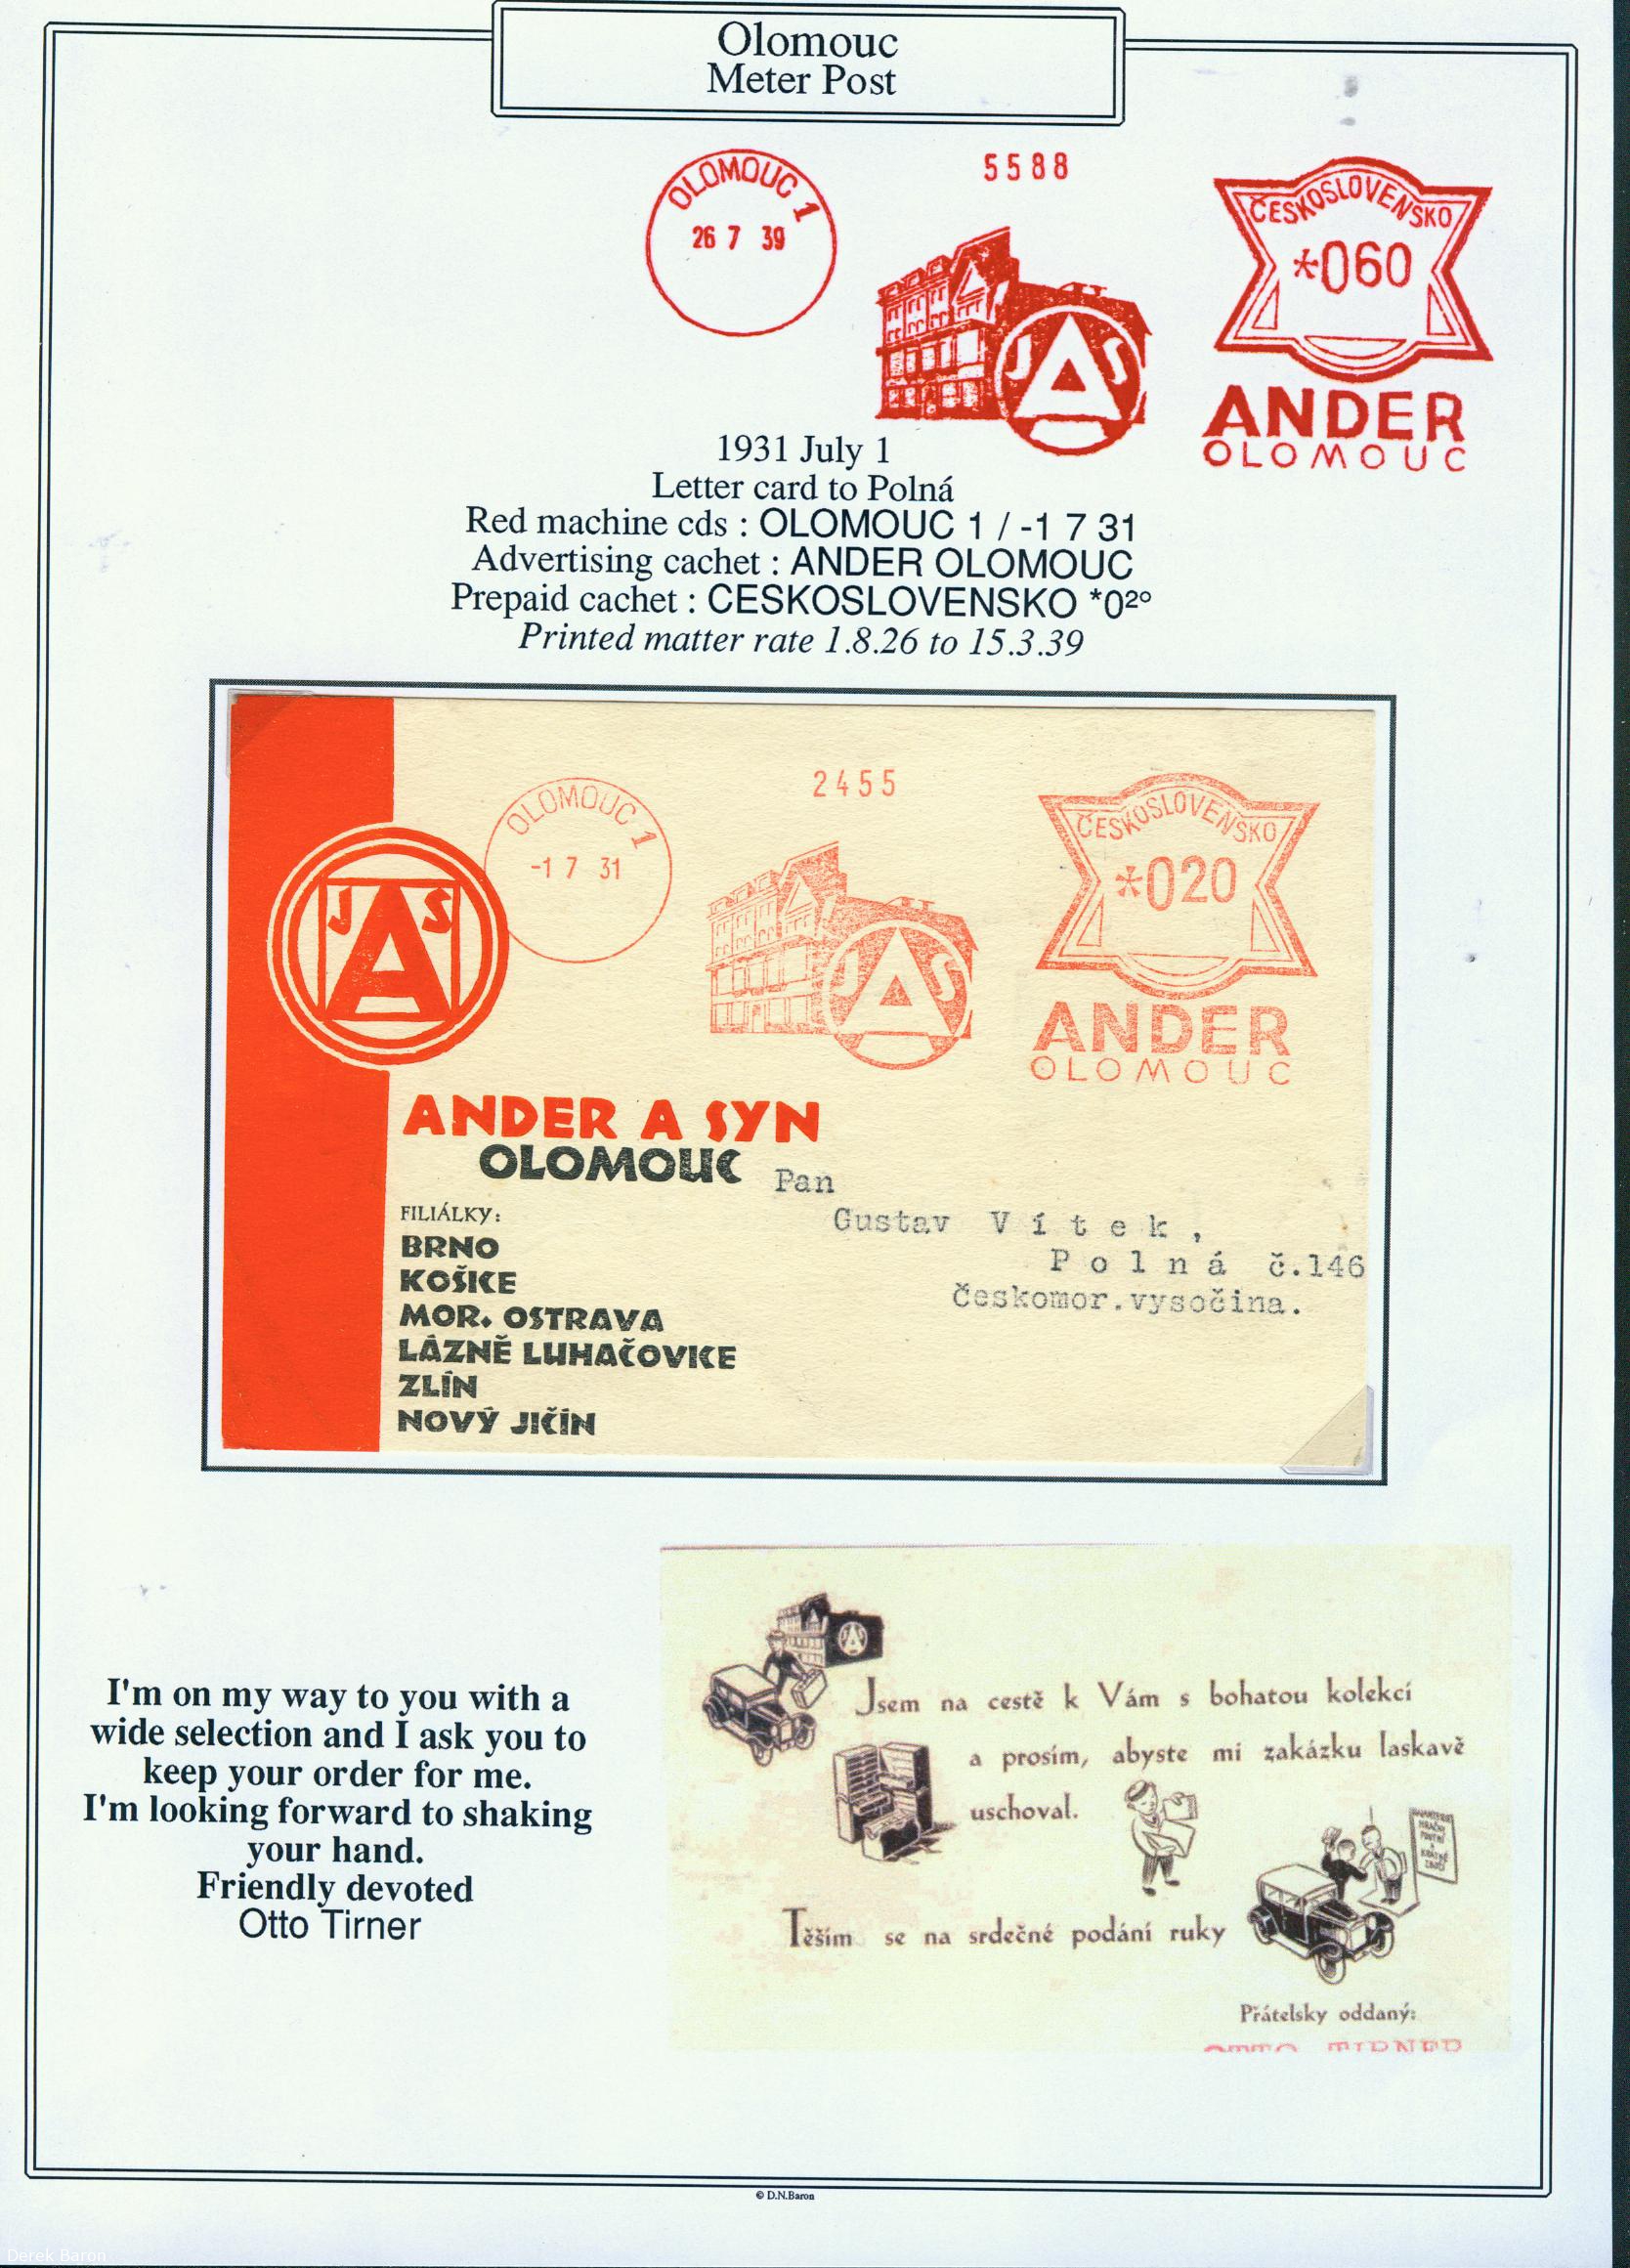 Olomouc
Meter Post
OLOMOUC 1
26 7 39
5588
ČESKOSLOVENSKO
*060
JAS
ANDER
OLOMOUC
1931 July 1
Letter card to Polná
Red machine cds : OLOMOUC 1 / -1 7 31
Advertising cachet : ANDER OLOMOUC
Prepaid cachet : CESKOSLOVENSKO *0²⁰
Printed matter rate 1.8.26 to 15.3.39
JAS
OLOMOUC 1
-1 7 31
2455
JAS
ČESKOSLOVENSKO
*020
ANDER
OLOMOUC
ANDER A SYN
OLOMOUC
Pan
Gustav Vítek,
Polná č.146
Českomor.vysočina.
FILIÁLKY:
BRNO
KOŠICE
MOR. OSTRAVA
LÁZNĚ LUHAČOVICE
ZLÍN
NOVÝ JIČÍN
I'm on my way to you with a
wide selection and I ask you to
keep your order for me.
I'm looking forward to shaking
your hand.
Friendly devoted
Otto Tirner
JAS
Jsem na cestě k Vám s bohatou kolekcí
a prosím, abyste mi zakázku laskavě
uschoval.
Těším se na srdečné podání ruky
Přátelsky oddaný:
OTTO TIRNER
© D.N.Baron
Derek Baron